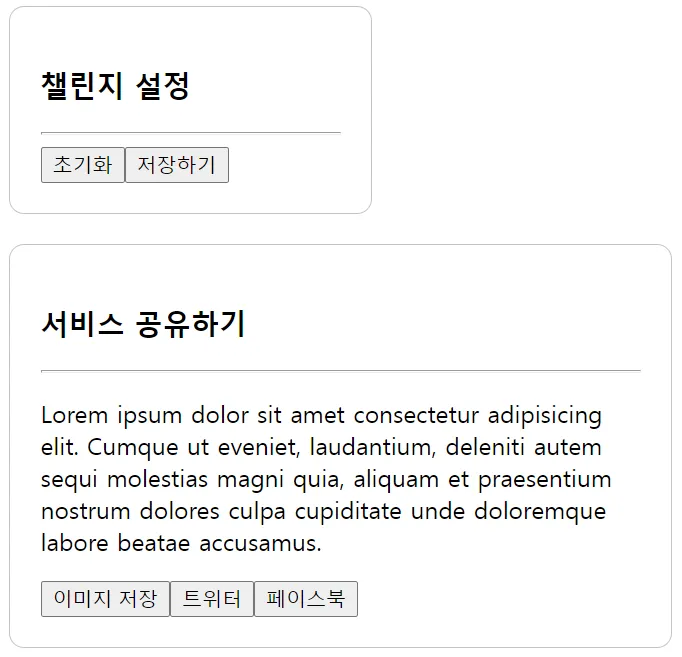 챌린지 설정
초기화 저장하기
서비스 공유하기
Lorem ipsum dolor sit amet consectetur adipisicing
elit. Cumque ut eveniet, laudantium, deleniti autem
sequi molestias magni quia, aliquam et praesentium
nostrum dolores culpa cupiditate unde doloremque
labore beatae accusamus.
이미지 저장 트위터 페이스북